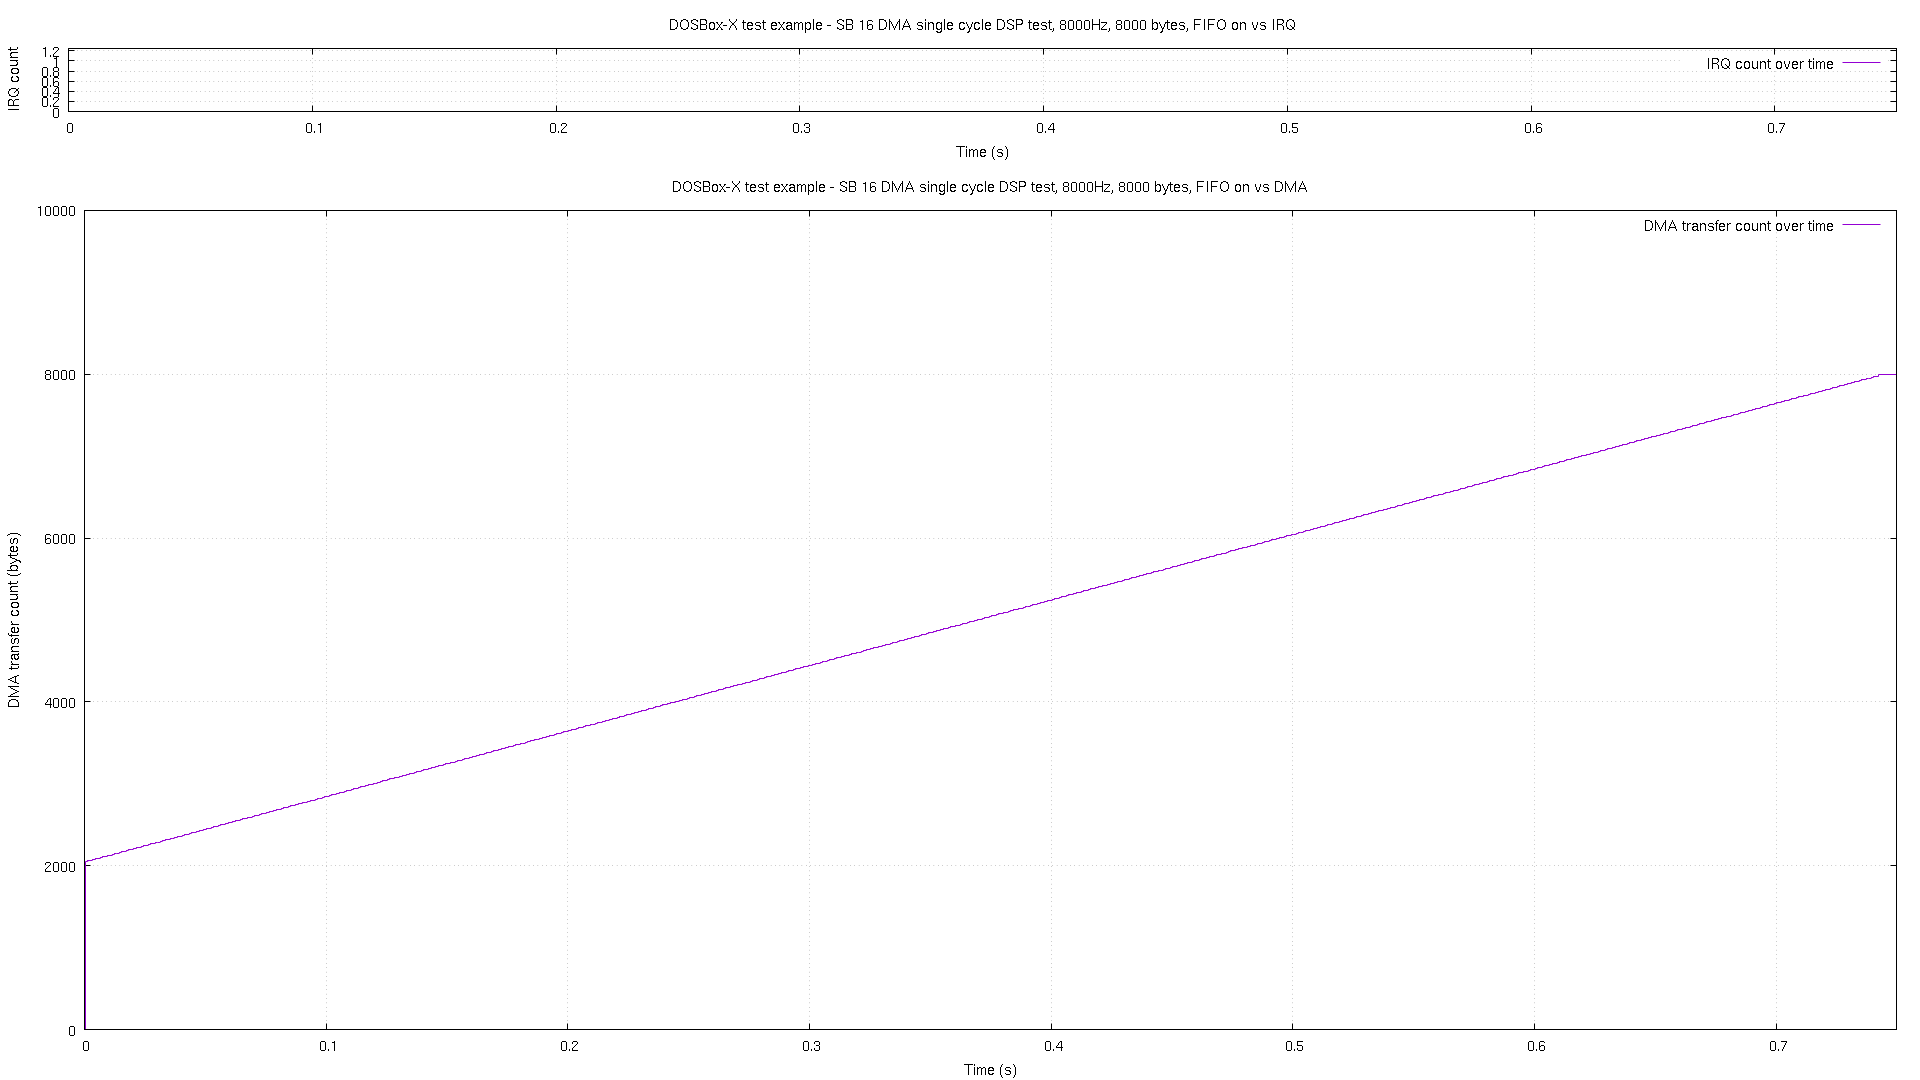 DOSBox-X test example - SB 16 DMA single cycle DSP test, 8000Hz, 8000 bytes, FIFO on vs IRQ
IRQ count
1.2
1
0.8
0.6
0.4
0.2
0
IRQ count over time
0 0.1 0.2 0.3 0.4 0.5 0.6 0.7
Time (s)
DOSBox-X test example - SB 16 DMA single cycle DSP test, 8000Hz, 8000 bytes, FIFO on vs DMA
DMA transfer count (bytes)
10000
DMA transfer count over time
8000
6000
4000
2000
0
0 0.1 0.2 0.3 0.4 0.5 0.6 0.7
Time (s)